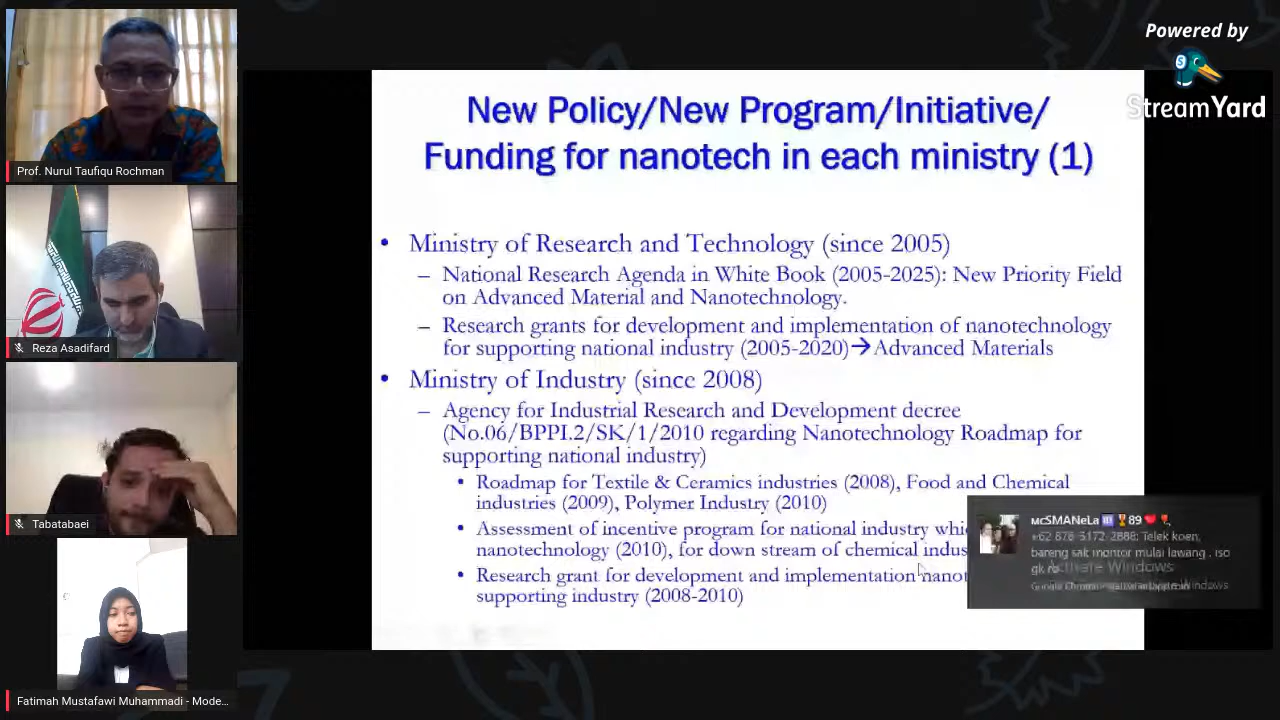 Powered by
StreamYard
Prof. Nurul Taufiqu Rochman
Reza Asadifard
Tabatabaei
Fatimah Mustafawi Muhammadi - Mode...
New Policy/New Program/Initiative/
Funding for nanotech in each ministry (1)
• Ministry of Research and Technology (since 2005)
– National Research Agenda in White Book (2005-2025): New Priority Field
on Advanced Material and Nanotechnology.
– Research grants for development and implementation of nanotechnology
for supporting national industry (2005-2020)→Advanced Materials
• Ministry of Industry (since 2008)
– Agency for Industrial Research and Development decree
(No.06/BPPI.2/SK/1/2010 regarding Nanotechnology Roadmap for
supporting national industry)
• Roadmap for Textile & Ceramics industries (2008), Food and Chemical
industries (2009), Polymer Industry (2010)
• Assessment of incentive program for national industry whic
nanotechnology (2010), for down stream of chemical indus
• Research grant for development and implementation nanot
supporting industry (2008-2010)
89
+62 878-5172-2886: Telek koen,
bareng sak montor mulai lawang . iso
gk ro
Activate Windows
Google Chrome
Windows